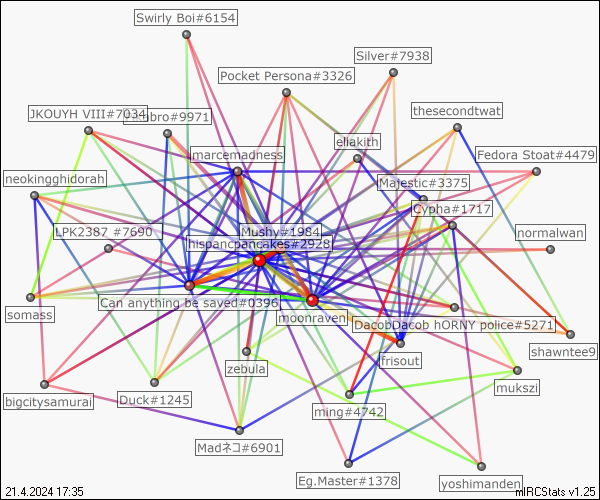 Swirly Boi#6154
Silver#7938
Pocket Persona#3326
JKOUYH VIII#7034
#9971
thesecondtwat
eliakith
marcemadness
Fedora Stoat#4479
neokingghidorah
Majestic#3375
Cypha#1717
LPK2387 #7690
Mushy#1984
normalwan
hispancpancakes#2928
somass
Can anything be saved#0396
moonraven
DacobDacob hORNY police#5271
shawntee9
zebula
frisout
mukszi
bigcitysamurai
Duck#1245
ming#4742
Madネコ#6901
Eg.Master#1378
yoshimanden
21.4.2024 17:35
mIRCStats v1.25